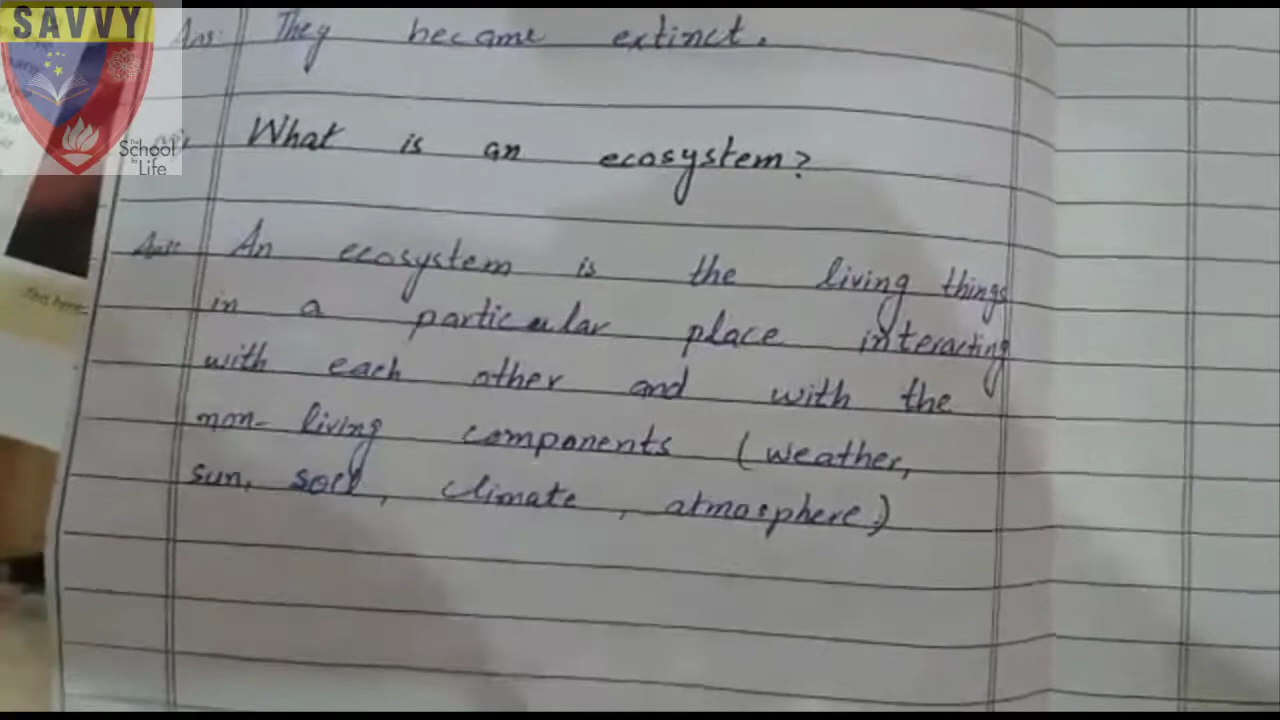 SAVVY
The School for Life
Ans: They became extinct.
What is an ecosystem?
Ans: An ecosystem is the living things
in a particular place interacting
with each other and with the
non-living components (weather,
sun, soil, climate, atmosphere.)